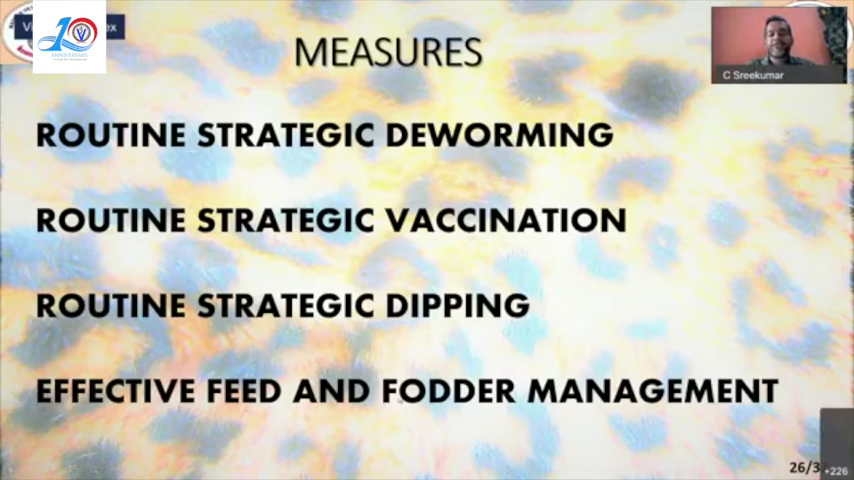 MEASURES
C Sreekumar
ROUTINE STRATEGIC DEWORMING
ROUTINE STRATEGIC VACCINATION
ROUTINE STRATEGIC DIPPING
EFFECTIVE FEED AND FODDER MANAGEMENT
26/3
+226